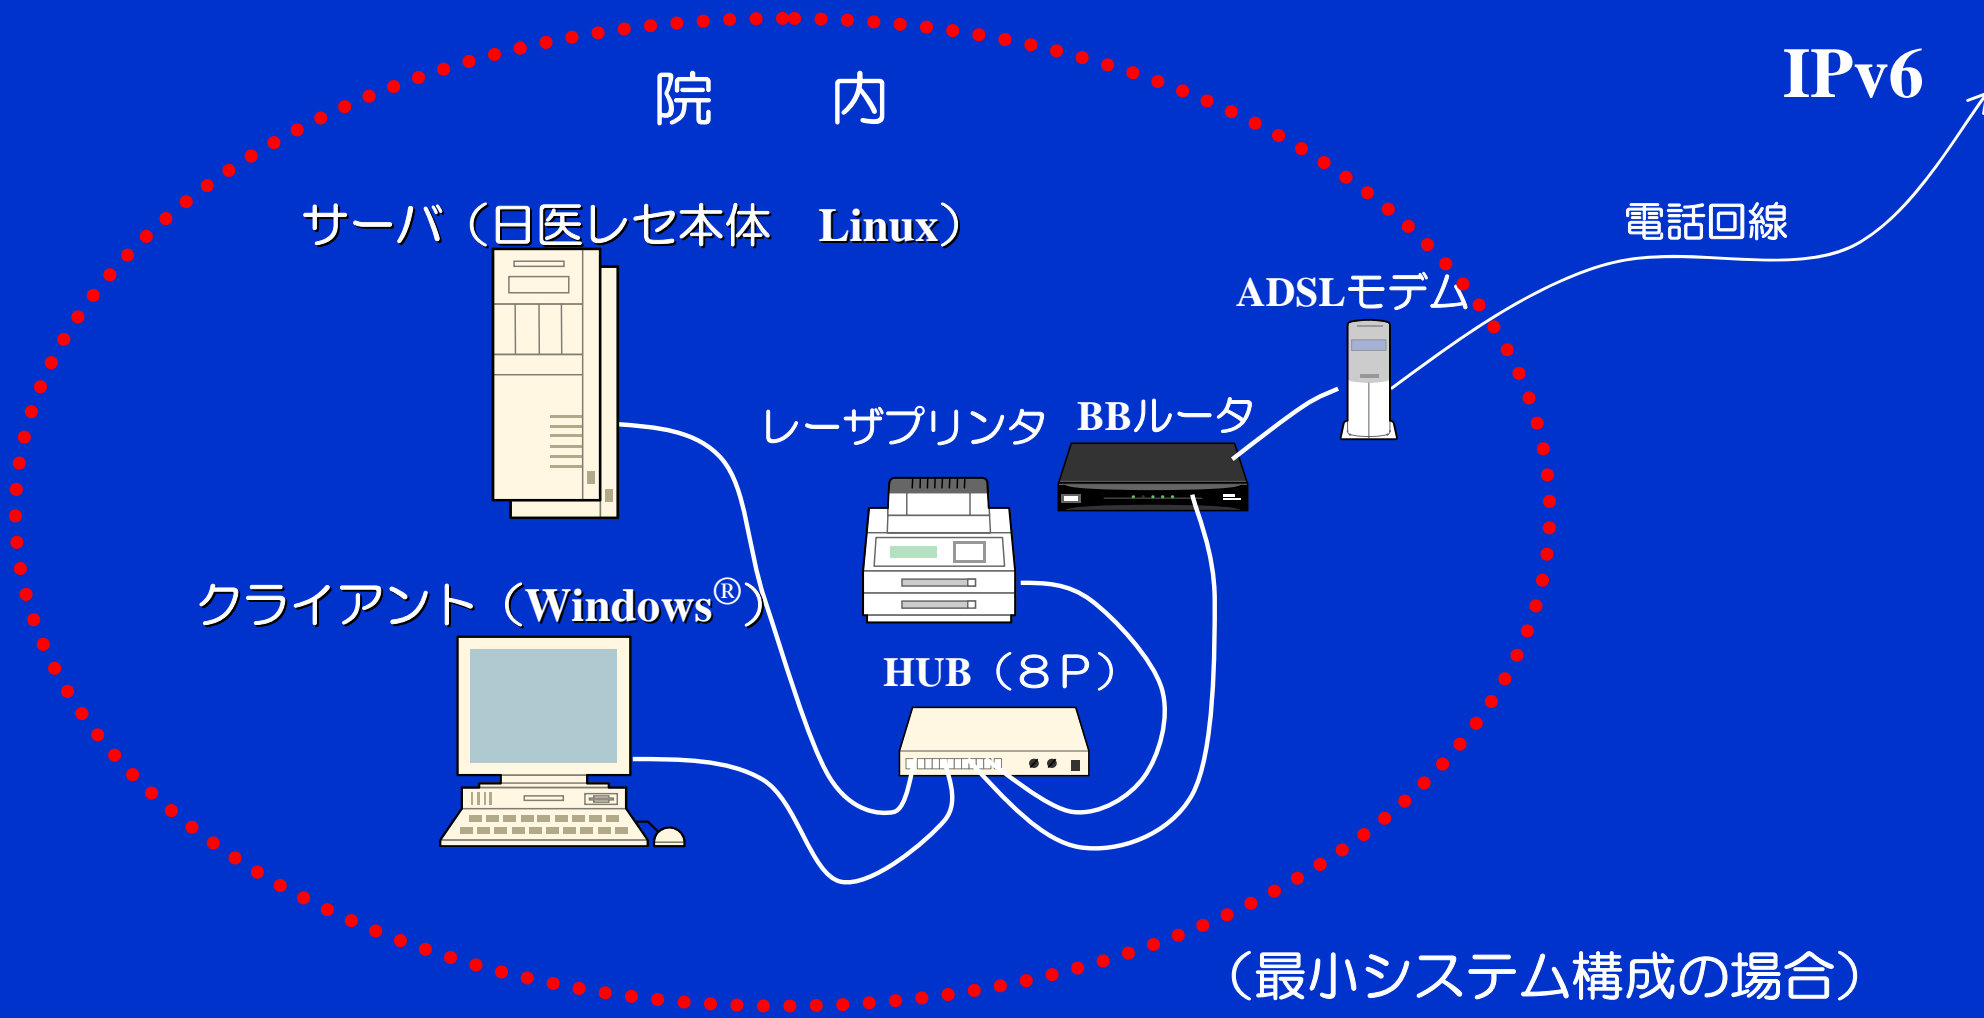 IPv6
院　内
サーバ（日医レセ本体　Linux）
電話回線
ADSLモデム
レーザプリンタ
BBルータ
クライアント（Windows®）
HUB（８Ｐ）
（最小システム構成の場合）